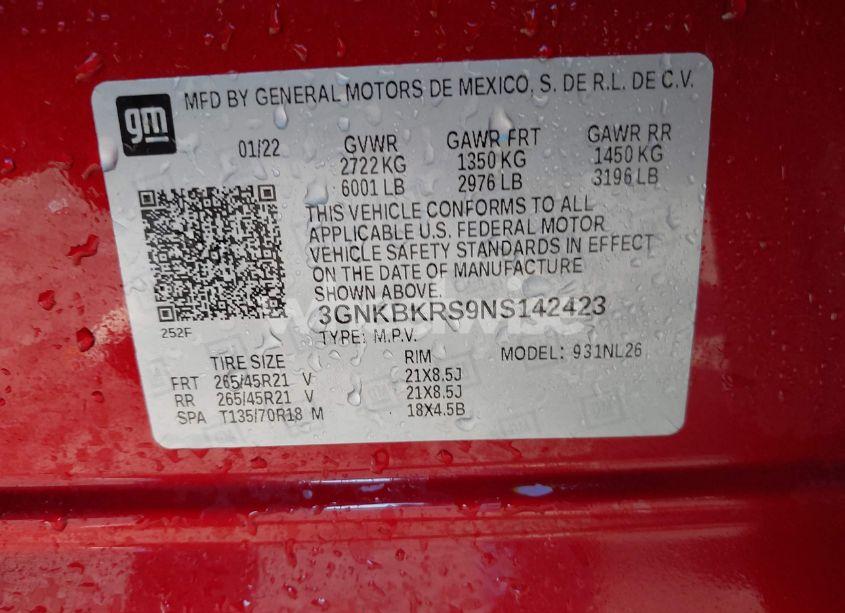 gm MFD BY GENERAL MOTORS DE MEXICO, S. DE R.L. DE C.V.
01/22 GVWR GAWR FRT GAWR RR
2722 KG 1350 KG 1450 KG
6001 LB 2976 LB 3196 LB
THIS VEHICLE CONFORMS TO ALL
APPLICABLE U.S. FEDERAL MOTOR
VEHICLE SAFETY STANDARDS IN EFFECT
ON THE DATE OF MANUFACTURE
SHOWN ABOVE.
3GNKBKRS9NS142423
252F
TYPE: M.P.V. MODEL: 931NL26
TIRE SIZE RIM
FRT 265/45R21 V 21X8.5J
RR 265/45R21 V 21X8.5J
SPA T135/70R18 M 18X4.5B